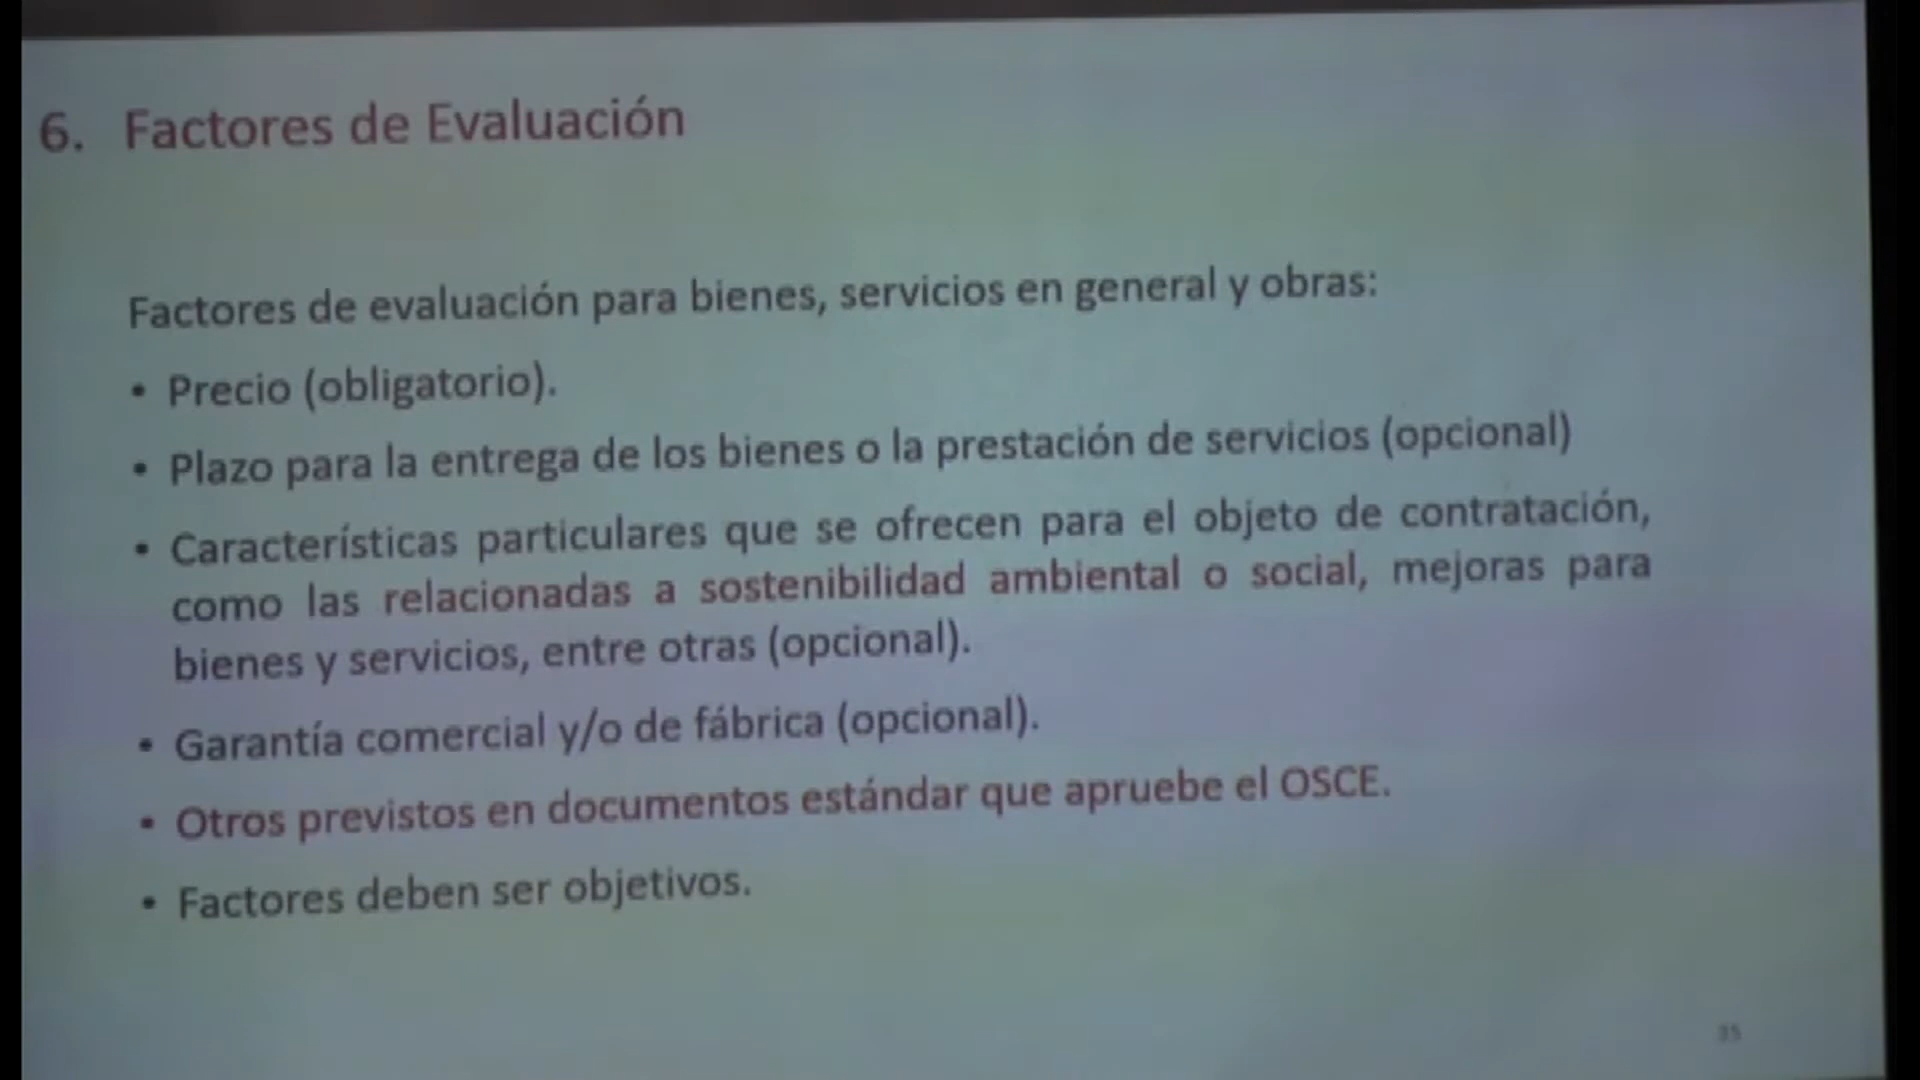 6. Factores de Evaluación
Factores de evaluación para bienes, servicios en general y obras:
• Precio (obligatorio).
• Plazo para la entrega de los bienes o la prestación de servicios (opcional)
• Características particulares que se ofrecen para el objeto de contratación,
como las relacionadas a sostenibilidad ambiental o social, mejoras para
bienes y servicios, entre otras (opcional).
• Garantía comercial y/o de fábrica (opcional).
• Otros previstos en documentos estándar que apruebe el OSCE.
• Factores deben ser objetivos.
35